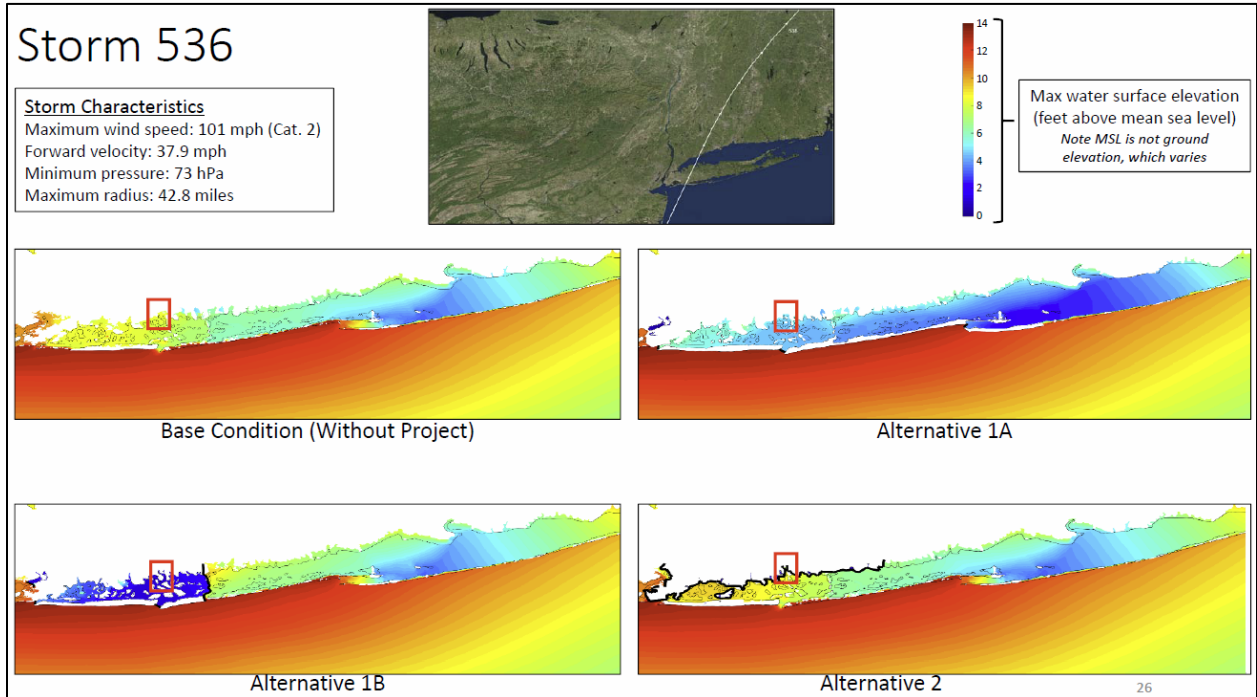 Storm 536
Storm Characteristics
Maximum wind speed: 101 mph (Cat. 2)
Forward velocity: 37.9 mph
Minimum pressure: 73 hPa
Maximum radius: 42.8 miles
536
14
12
10
8
6
4
2
0
Max water surface elevation
(feet above mean sea level)
Note MSL is not ground
elevation, which varies
Base Condition (Without Project)
Alternative 1A
Alternative 1B
Alternative 2
26